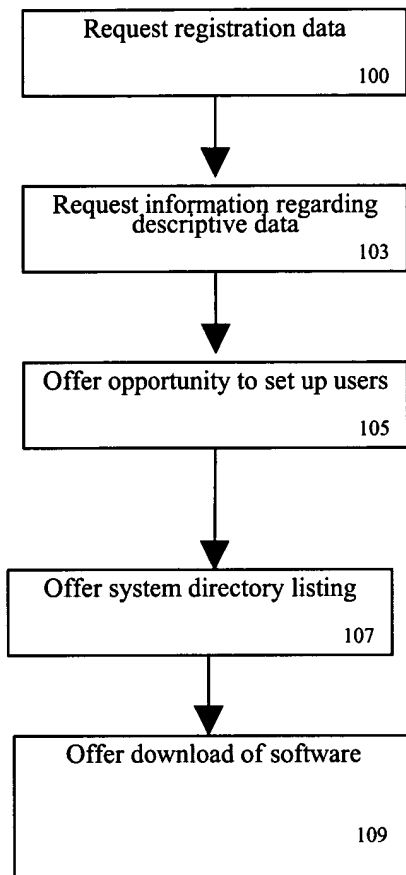 Request registration data
100
Request information regarding
descriptive data
103
Offer opportunity to set up users
105
Offer system directory listing
107
Offer download of software
109